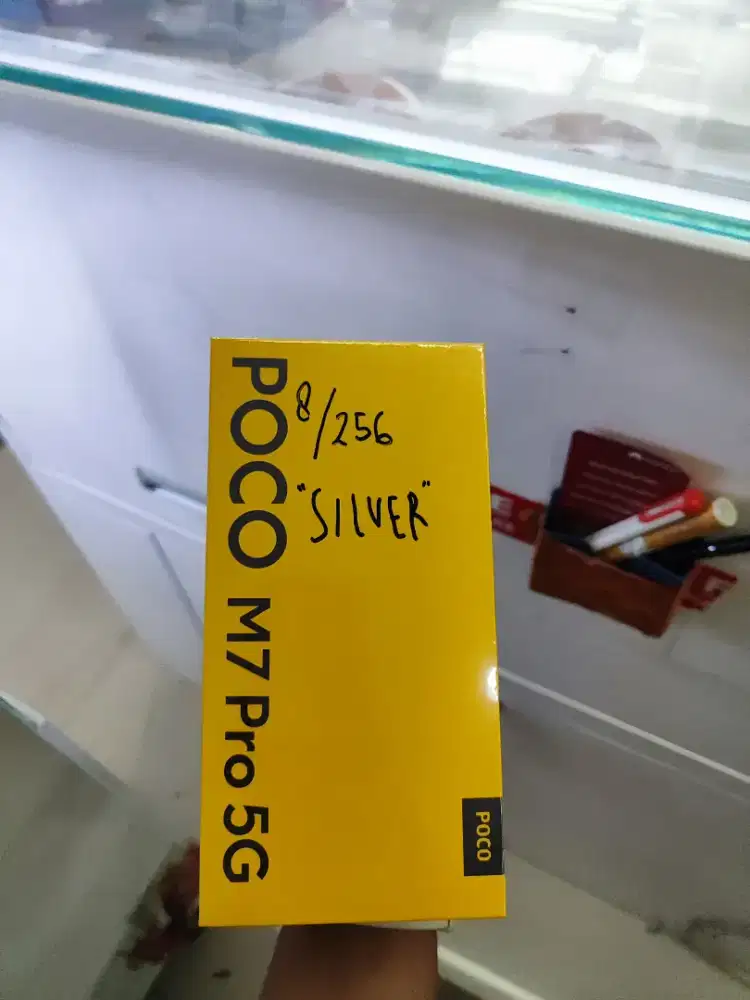 POCO M7 Pro 5G
8/256
"SILVER"
POCO